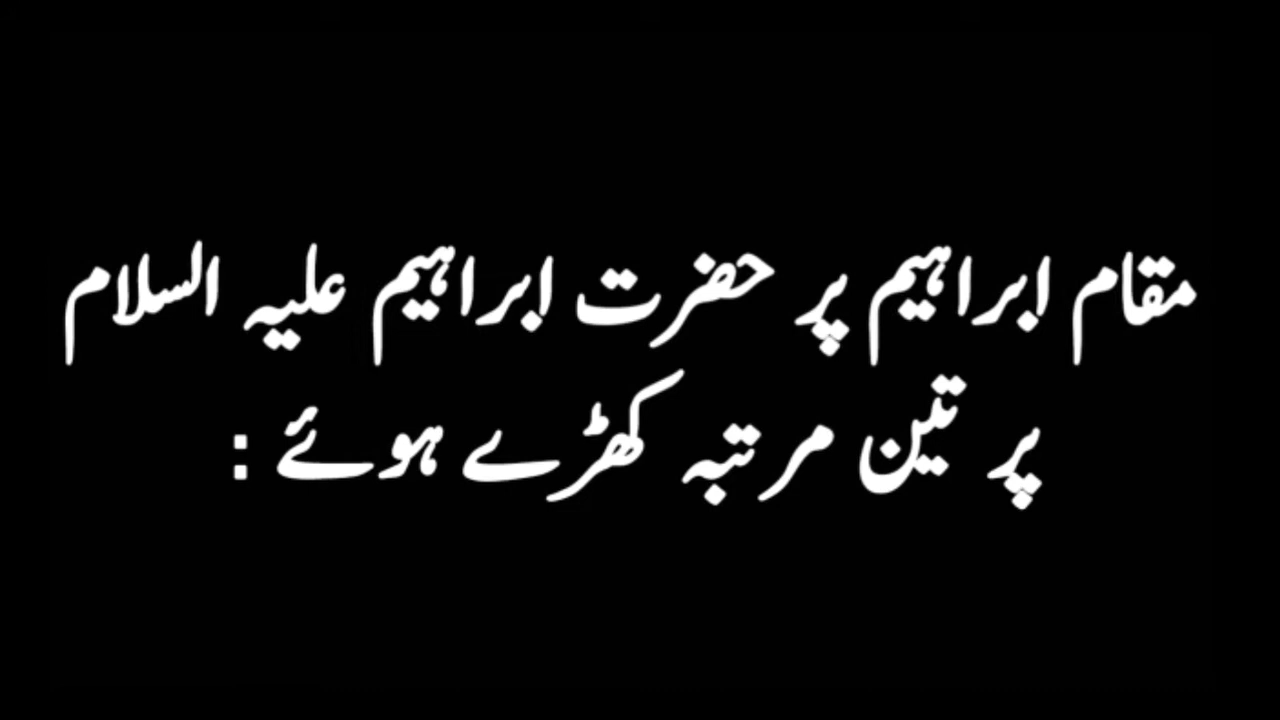 مقام ابراہیم پر حضرت ابراہیم علیہ السلام
پر تین مرتبہ کھڑے ہوئے :